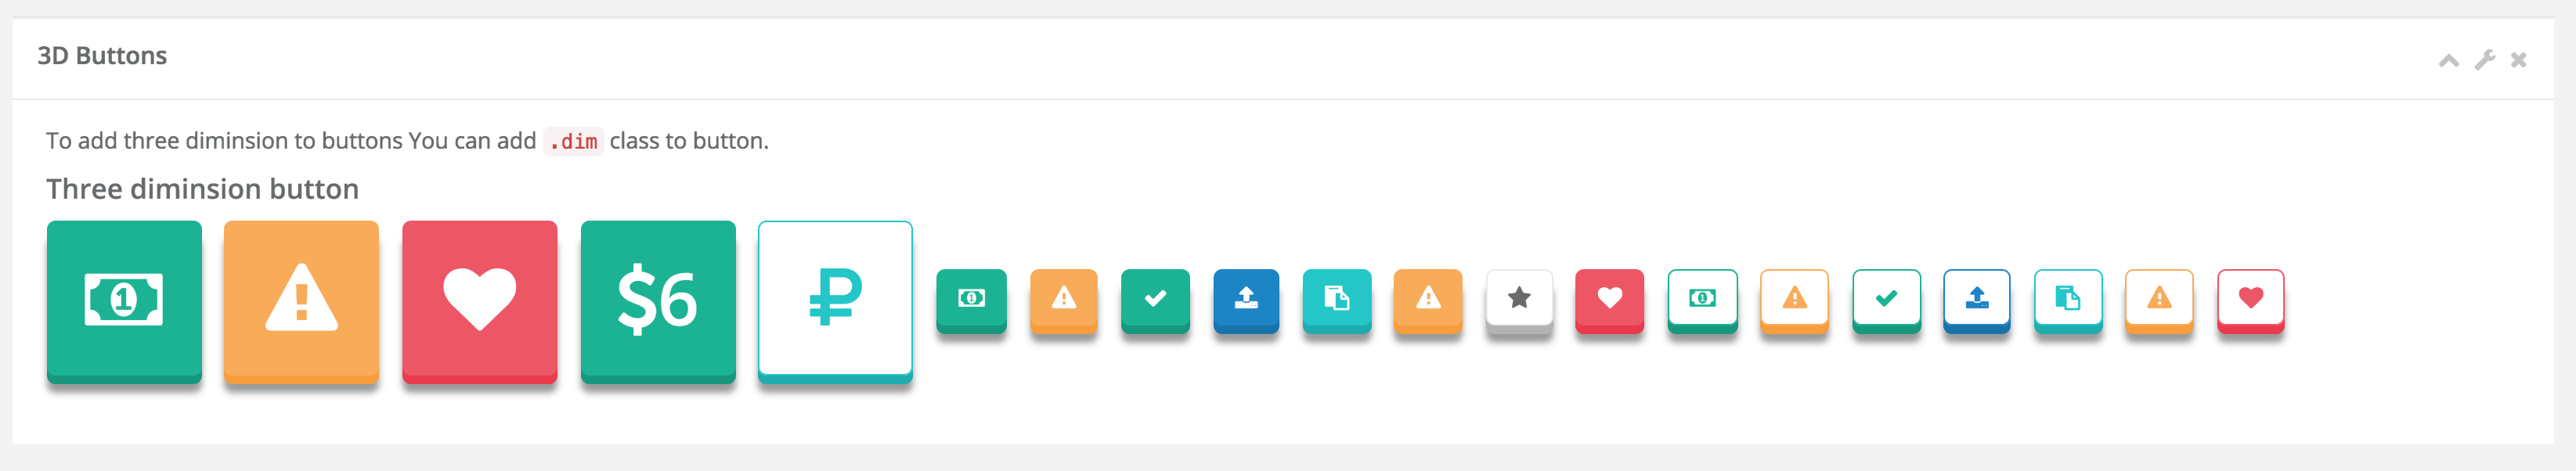 3D Buttons
To add three diminsion to buttons You can add .dim class to button.
Three diminsion button
$6